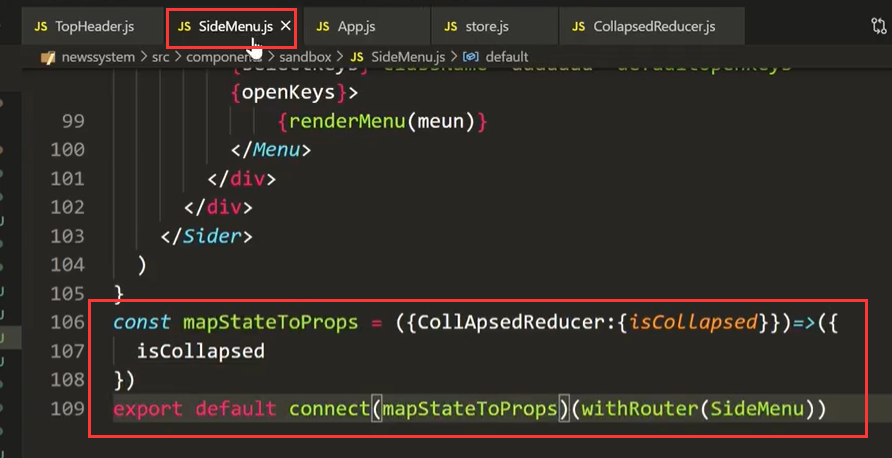 JS TopHeader.js JS SideMenu.js × JS App.js JS store.js JS CollapsedReducer.js
newssystem > src > components > sandbox > JS SideMenu.js > default
{openKeys}>
99 {renderMenu(meun)}
100 </Menu>
101 </div>
102 </div>
103 </Sider>
104 )
105 }
106 const mapStateToProps = ({CollApsedReducer:{isCollapsed}})=>({
107 isCollapsed
108 })
109 export default connect(mapStateToProps)(withRouter(SideMenu))